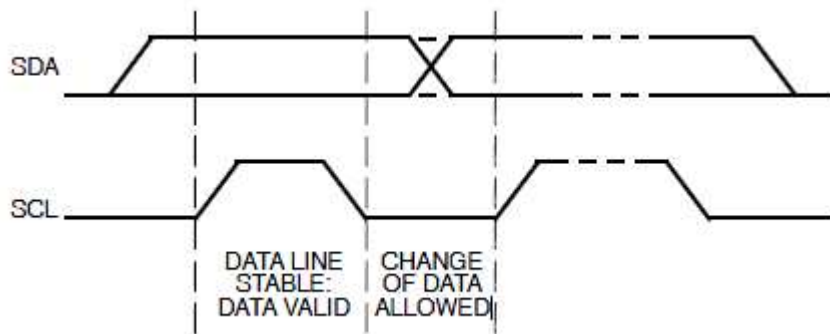 SDA
SCL
DATA LINE
STABLE:
DATA VALID
CHANGE
OF DATA
ALLOWED